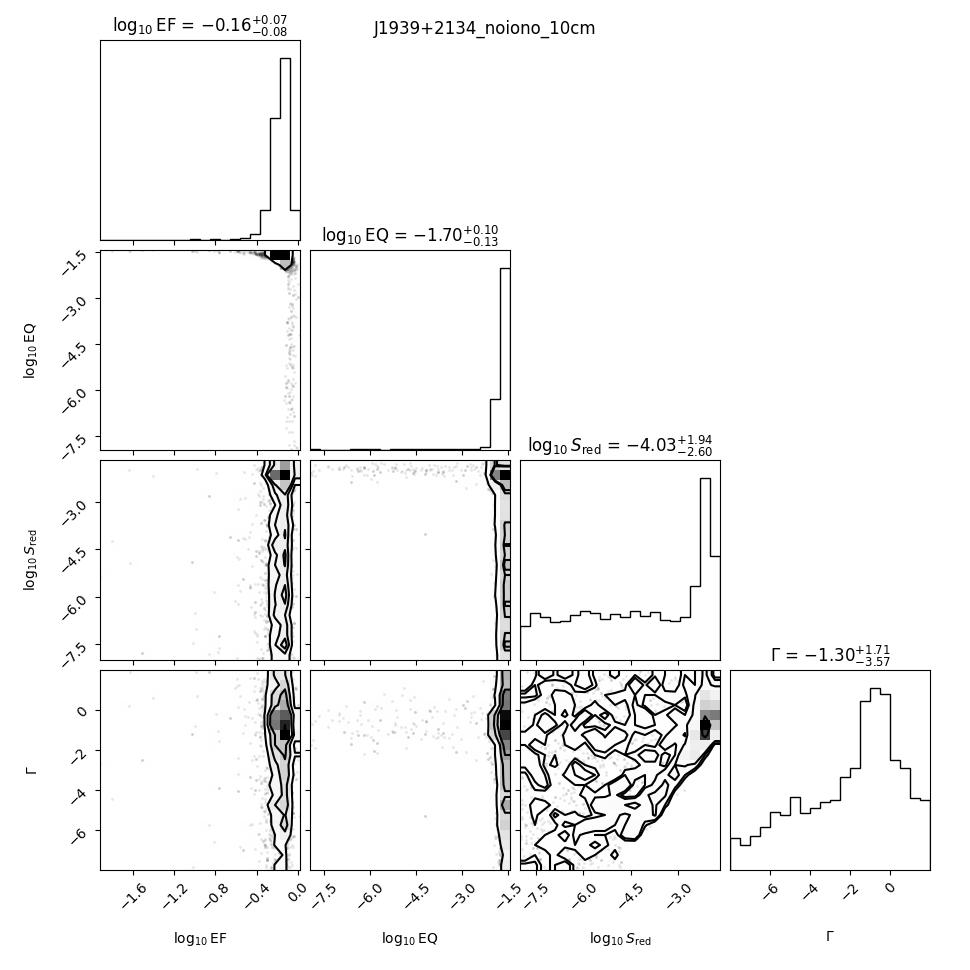 log₁₀ EF = −0.16 +0.07 −0.08
J1939+2134_noiono_10cm
log₁₀ EQ = −1.70 +0.10 −0.13
−1.5
−3.0
−4.5
−6.0
−7.5
log₁₀ EQ
log₁₀ S_red = −4.03 +1.94 −2.60
−3.0
−4.5
−6.0
−7.5
log₁₀ S_red
Γ = −1.30 +1.71 −3.57
0
−2
−4
−6
Γ
−1.6 −1.2 −0.8 −0.4 0.0
−7.5 −6.0 −4.5 −3.0 −1.5
−7.5 −6.0 −4.5 −3.0
−6 −4 −2 0
log₁₀ EF
log₁₀ EQ
log₁₀ S_red
Γ